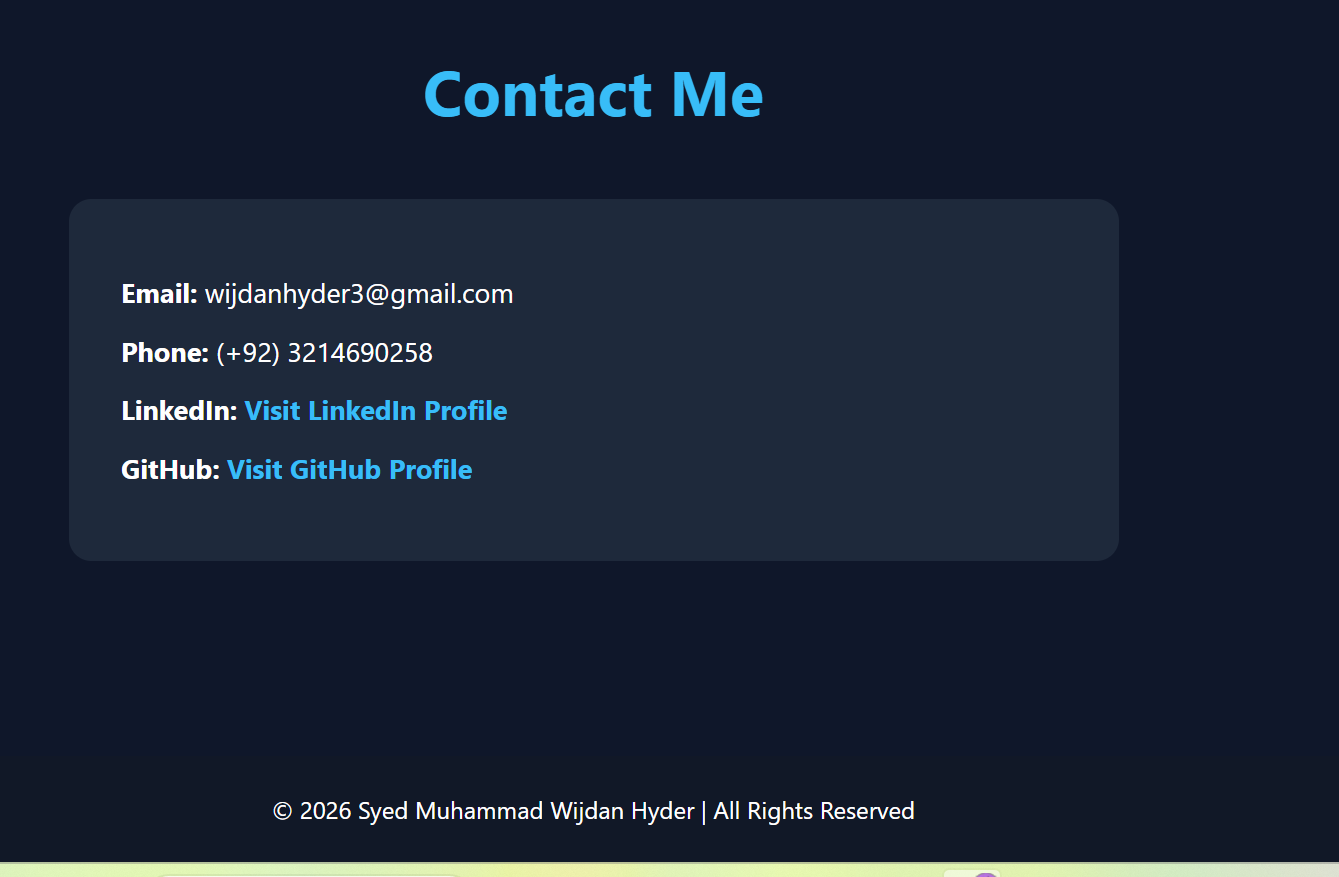 Contact Me
Email: wijdanhyder3@gmail.com
Phone: (+92) 3214690258
LinkedIn: Visit LinkedIn Profile
GitHub: Visit GitHub Profile
© 2026 Syed Muhammad Wijdan Hyder | All Rights Reserved